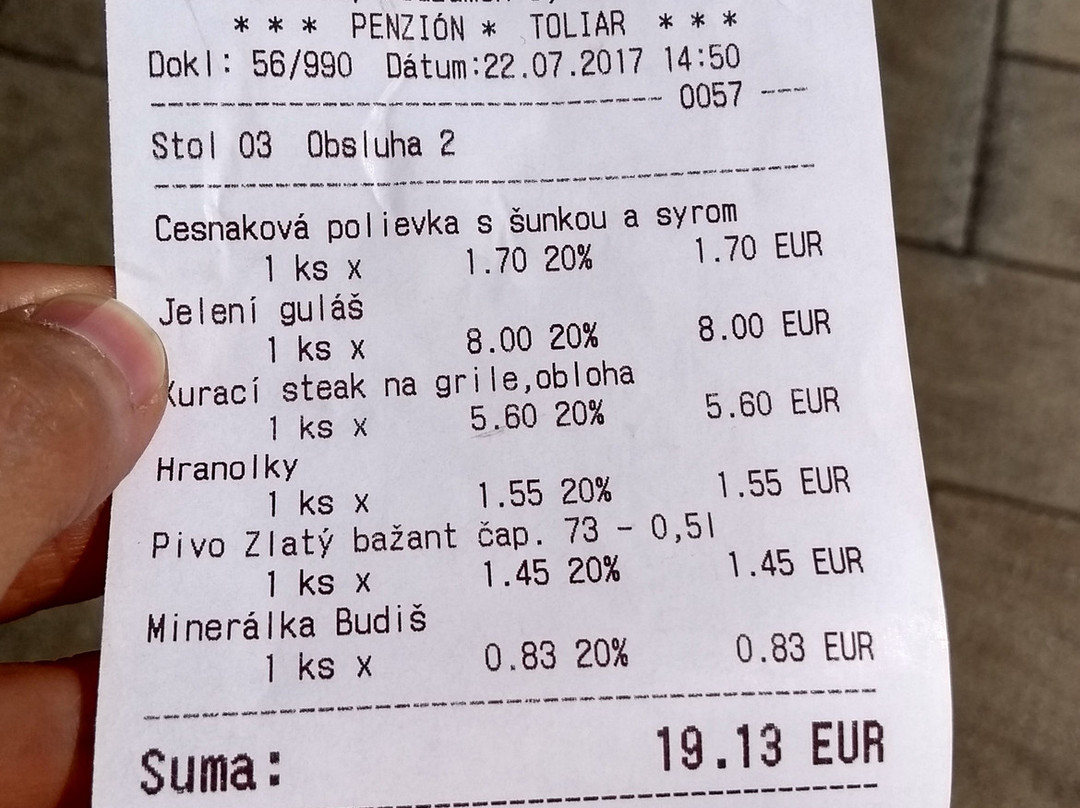 * * * PENZIÓN * TOLIAR * * *
Dokl: 56/990 Dátum:22.07.2017 14:50
0057
Stol 03 Obsluha 2
Cesnaková polievka s šunkou a syrom
1 ks x 1.70 20% 1.70 EUR
Jelení guláš
1 ks x 8.00 20% 8.00 EUR
Kurací steak na grile,obloha
1 ks x 5.60 20% 5.60 EUR
Hranolky
1 ks x 1.55 20% 1.55 EUR
Pivo Zlatý bažant čap. 73 - 0,5l
1 ks x 1.45 20% 1.45 EUR
Minerálka Budiš
1 ks x 0.83 20% 0.83 EUR
Suma: 19.13 EUR